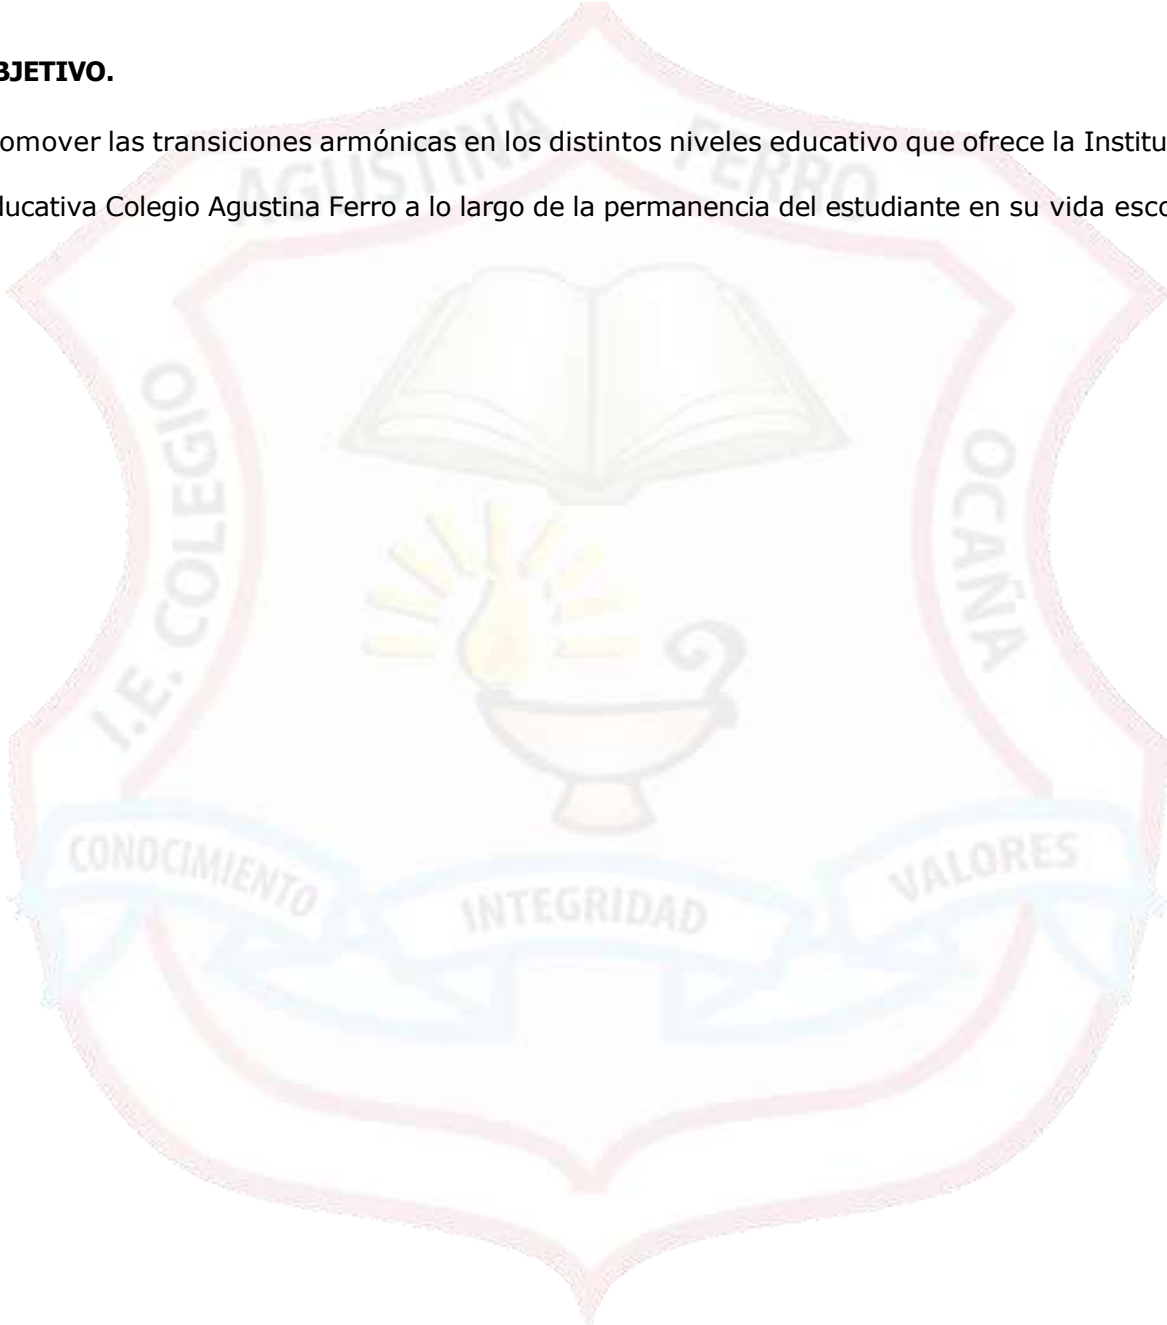 BJETIVO.
omover las transiciones armónicas en los distintos niveles educativo que ofrece la Institu
ducativa Colegio Agustina Ferro a lo largo de la permanencia del estudiante en su vida esco
AGUSTINA FERRO
I.E. COLEGIO
OCAÑA
CONOCIMIENTO
INTEGRIDAD
VALORES